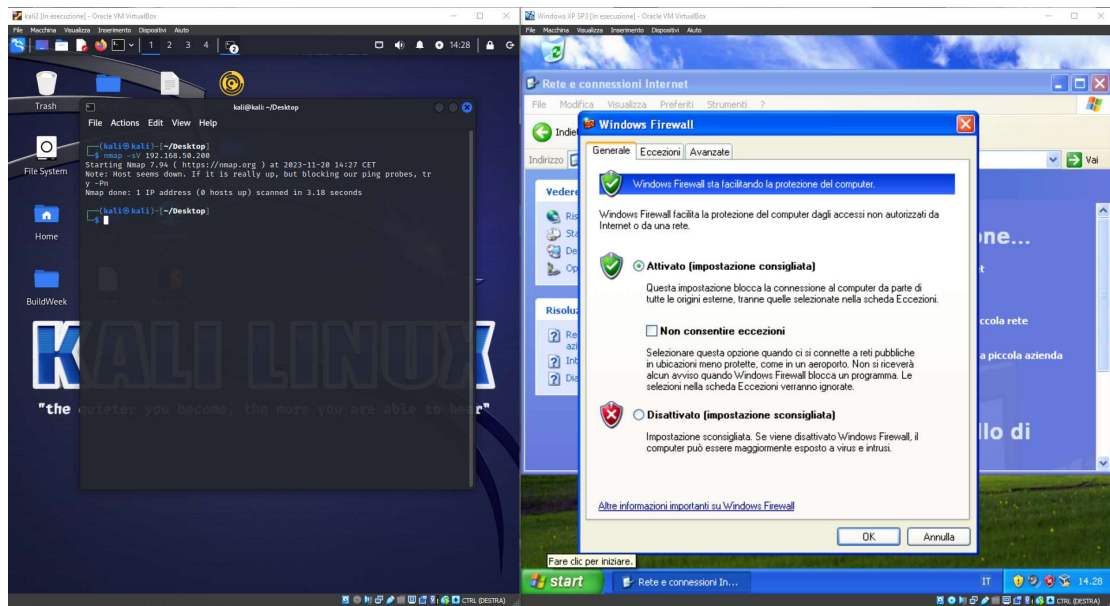 kali2 [In esecuzione] - Oracle VM VirtualBox
File Macchina Visualizza Inserimento Dispositivi Aiuto
1 2 3 4
14:28
Trash
File System
Home
BuildWeek
kali@kali: ~/Desktop
File Actions Edit View Help
(kali㉿kali)-[~/Desktop]
$ nmap -sV 192.168.50.200
Starting Nmap 7.94 ( https://nmap.org ) at 2023-11-20 14:27 CET
Note: Host seems down. If it is really up, but blocking our ping probes, tr
y -Pn
Nmap done: 1 IP address (0 hosts up) scanned in 3.18 seconds
(kali㉿kali)-[~/Desktop]
$
KALI LINUX
"the quieter you become, the more you are able to hear"
CTRL (DESTRA)
Windows XP SP3 [In esecuzione] - Oracle VM VirtualBox
File Macchina Visualizza Inserimento Dispositivi Aiuto
Rete e connessioni Internet
File Modifica Visualizza Preferiti Strumenti ?
Indie
Indirizzo
Vai
Vedere
Ris
Sta
De
Op
Risoluz
Re
azi
Int
Dia
one...
et
ccola rete
a piccola azienda
llo di
Windows Firewall
Generale Eccezioni Avanzate
Windows Firewall sta facilitando la protezione del computer.
Windows Firewall facilita la protezione del computer dagli accessi non autorizzati da
Internet o da una rete.
Attivato (impostazione consigliata)
Questa impostazione blocca la connessione al computer da parte di
tutte le origini esterne, tranne quelle selezionate nella scheda Eccezioni.
Non consentire eccezioni
Selezionare questa opzione quando ci si connette a reti pubbliche
in ubicazioni meno protette, come in un aeroporto. Non si riceverà
alcun avviso quando Windows Firewall blocca un programma. Le
selezioni nella scheda Eccezioni verranno ignorate.
Disattivato (impostazione sconsigliata)
Impostazione sconsigliata. Se viene disattivato Windows Firewall, il
computer può essere maggiormente esposto a virus e intrusi.
Altre informazioni importanti su Windows Firewall
OK Annulla
Fare clic per iniziare.
start Rete e connessioni In... IT 14.28
CTRL (DESTRA)